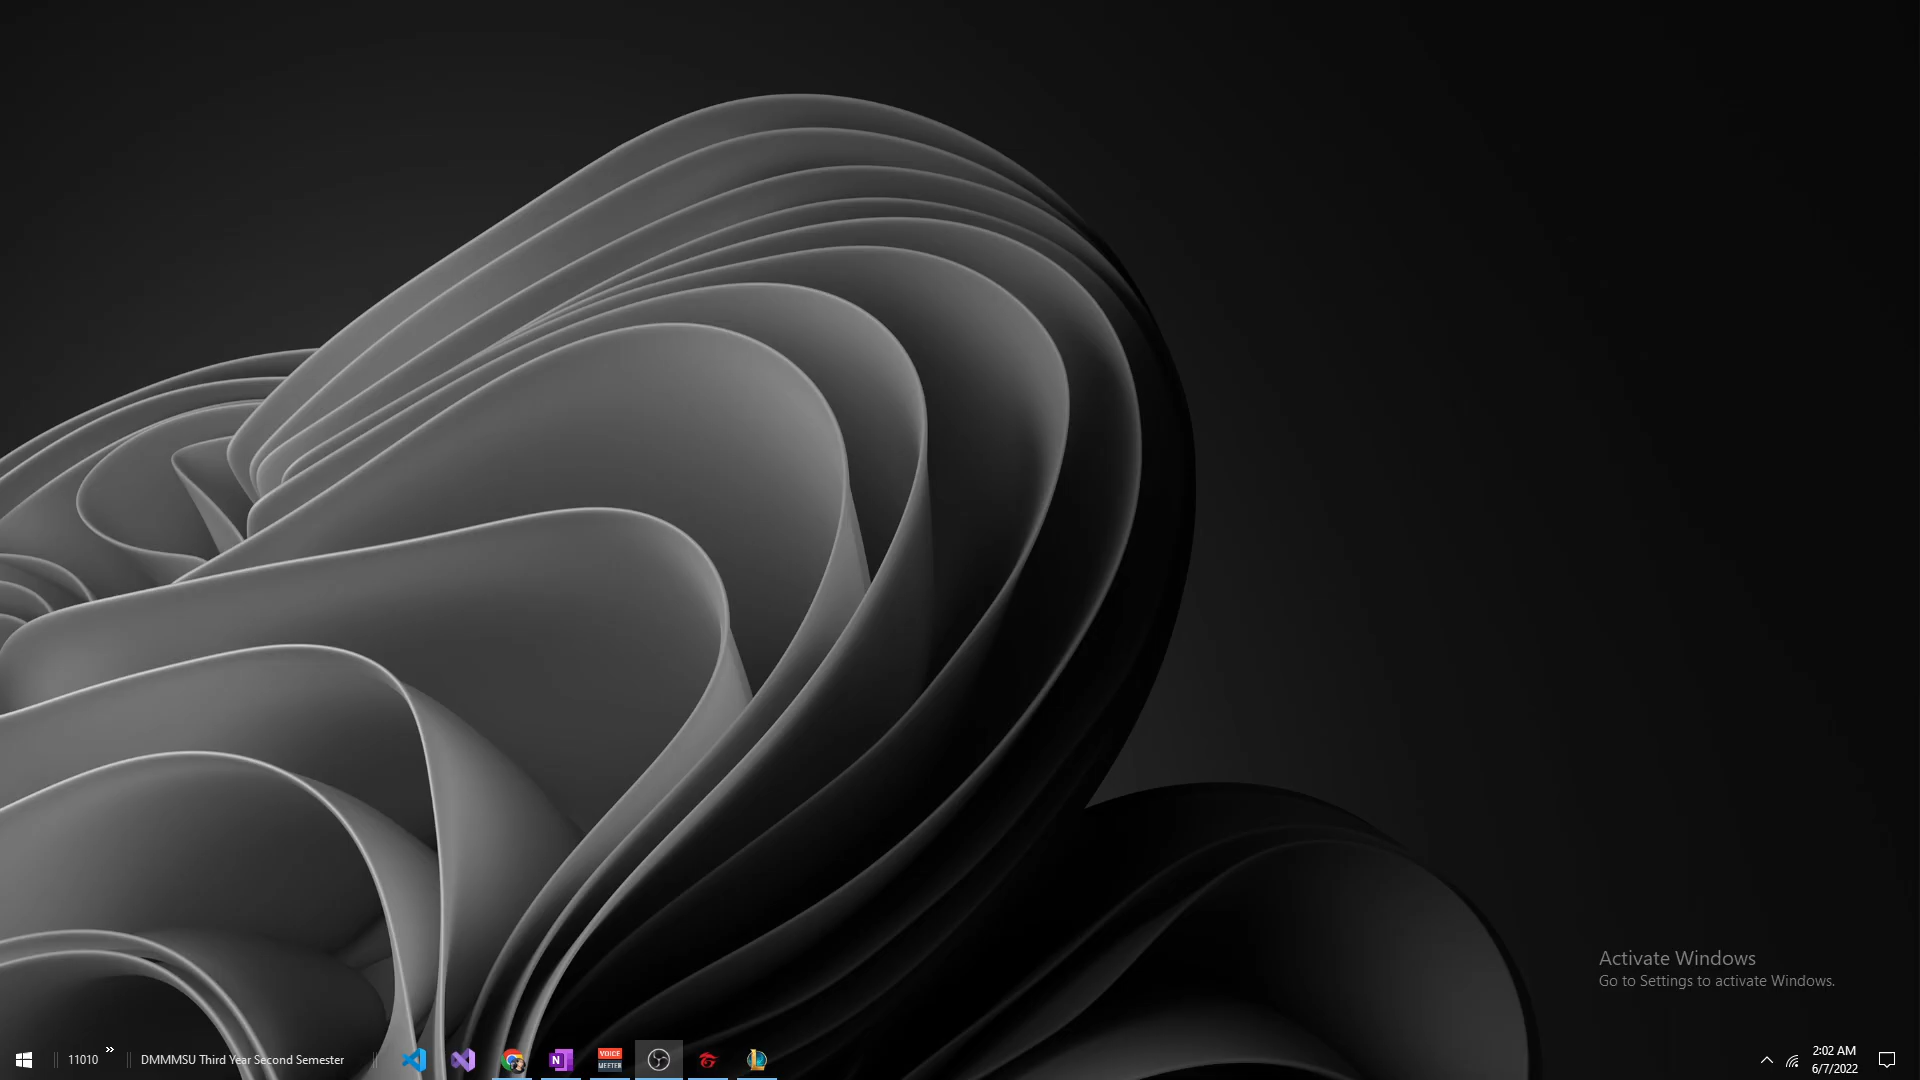 Activate Windows
Go to Settings to activate Windows.
11010
DMMMSU Third Year Second Semester
N
VOICE
MEETER
2:02 AM
6/7/2022